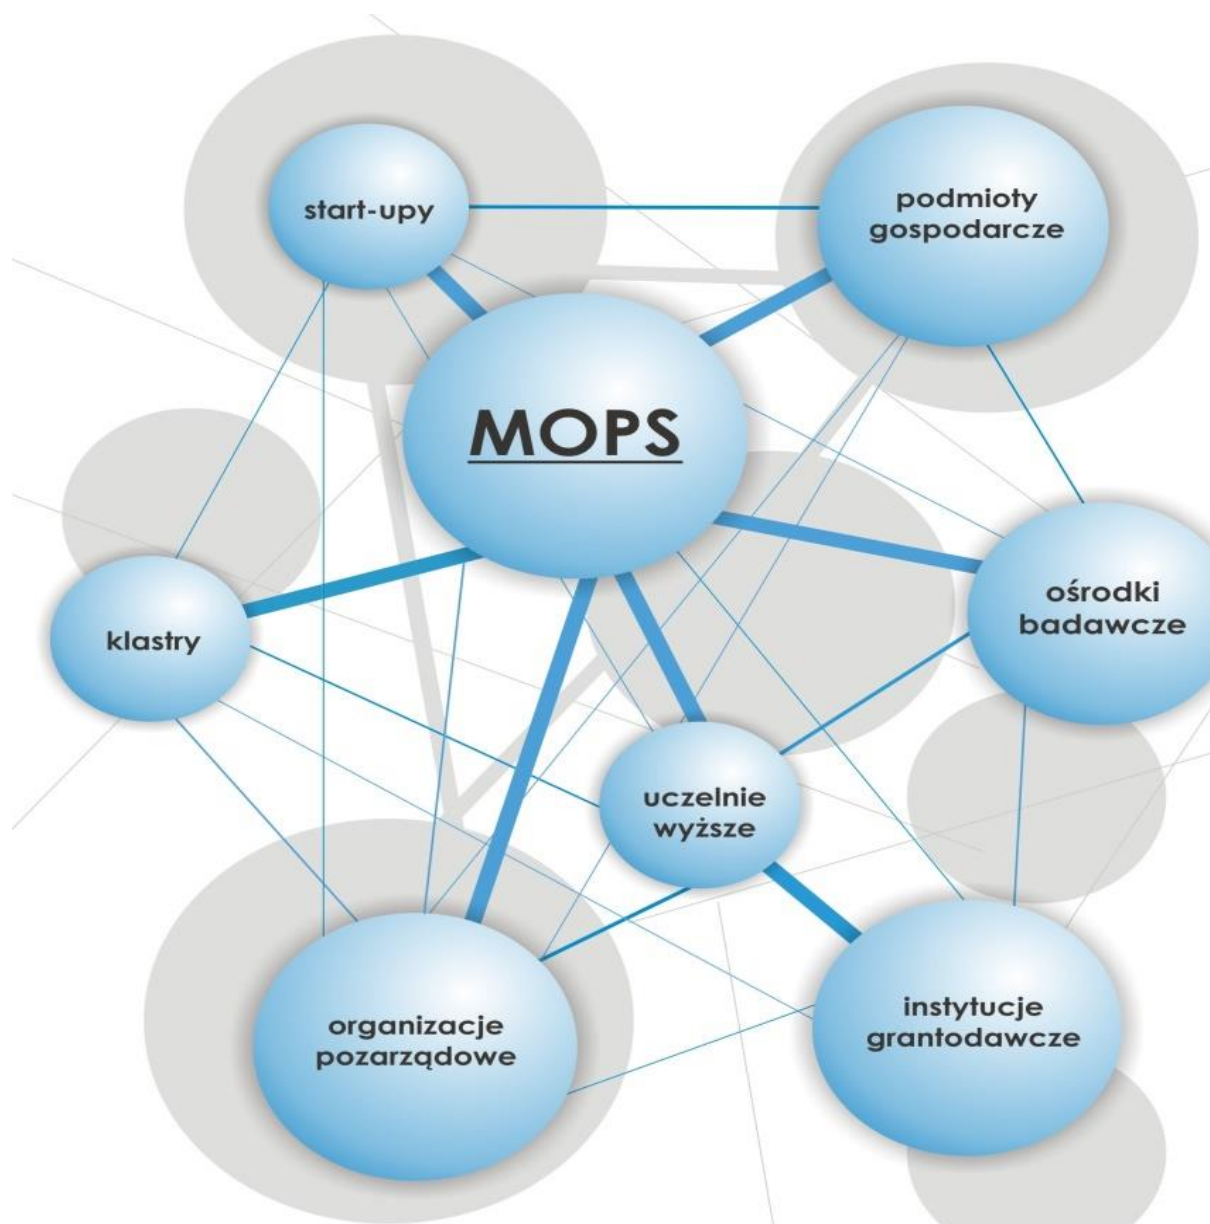 start-upy
podmioty
gospodarcze
MOPS
ośrodki
badawcze
klastry
uczelnie
wyższe
organizacje
pozarządowe
instytucje
grantodawcze